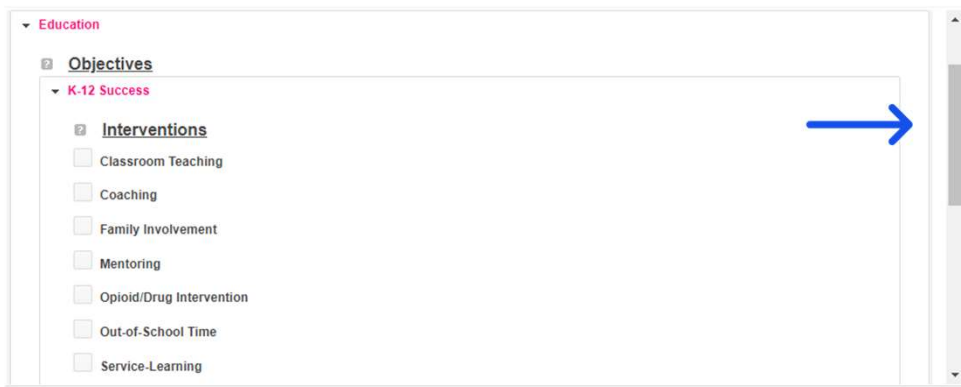 Education
Objectives
K-12 Success
Interventions
Classroom Teaching
Coaching
Family Involvement
Mentoring
Opioid/Drug Intervention
Out-of-School Time
Service-Learning